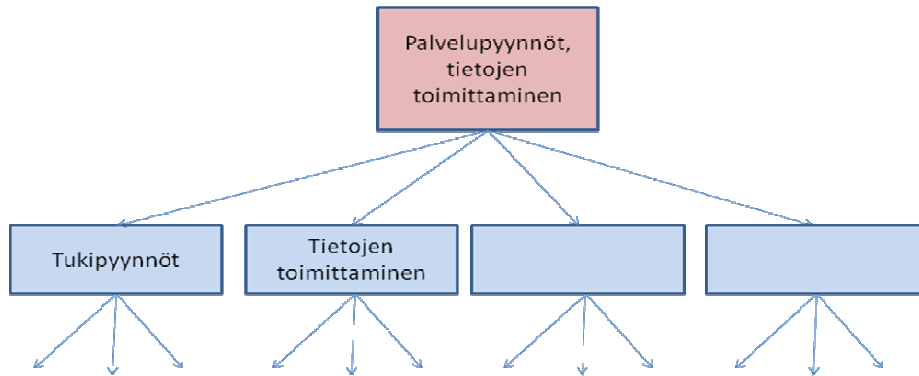 Palvelupyynnöt,
tietojen
toimittaminen
Tukipyynnöt
Tietojen
toimittaminen